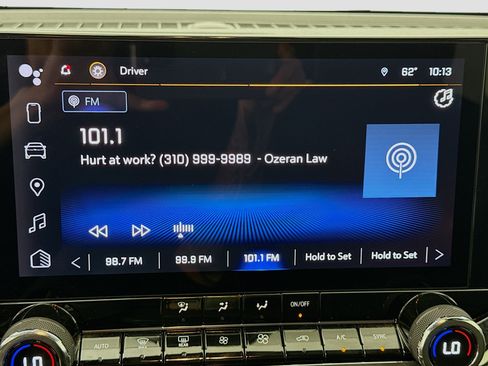 Driver 62° 10:13
FM
101.1
Hurt at work? (310) 999-9989 - Ozeran Law
98.7 FM 99.9 FM 101.1 FM Hold to Set Hold to Set
ON/OFF
AUTO REAR A/C SYNC
LO LO